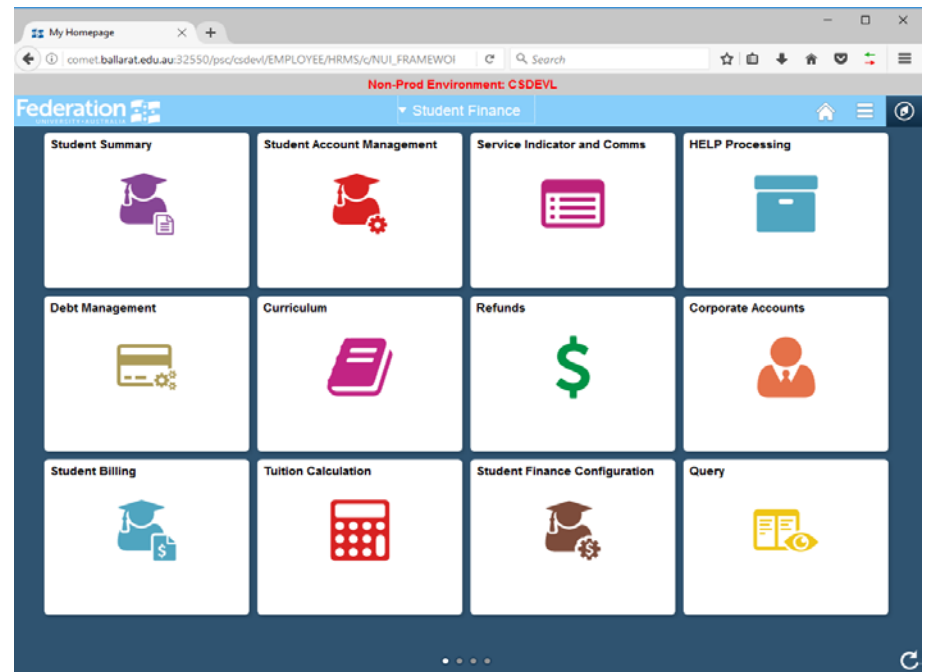 My Homepage
comet.ballarat.edu.au:32550/psc/csdevl/EMPLOYEE/HRMS/c/NUI_FRAMEWOI
Search
Non-Prod Environment: CSDEVL
Federation
UNIVERSITY•AUSTRALIA
Student Finance
Student Summary
Student Account Management
Service Indicator and Comms
HELP Processing
Debt Management
Curriculum
Refunds
$
Corporate Accounts
Student Billing
$
Tuition Calculation
Student Finance Configuration
$
Query